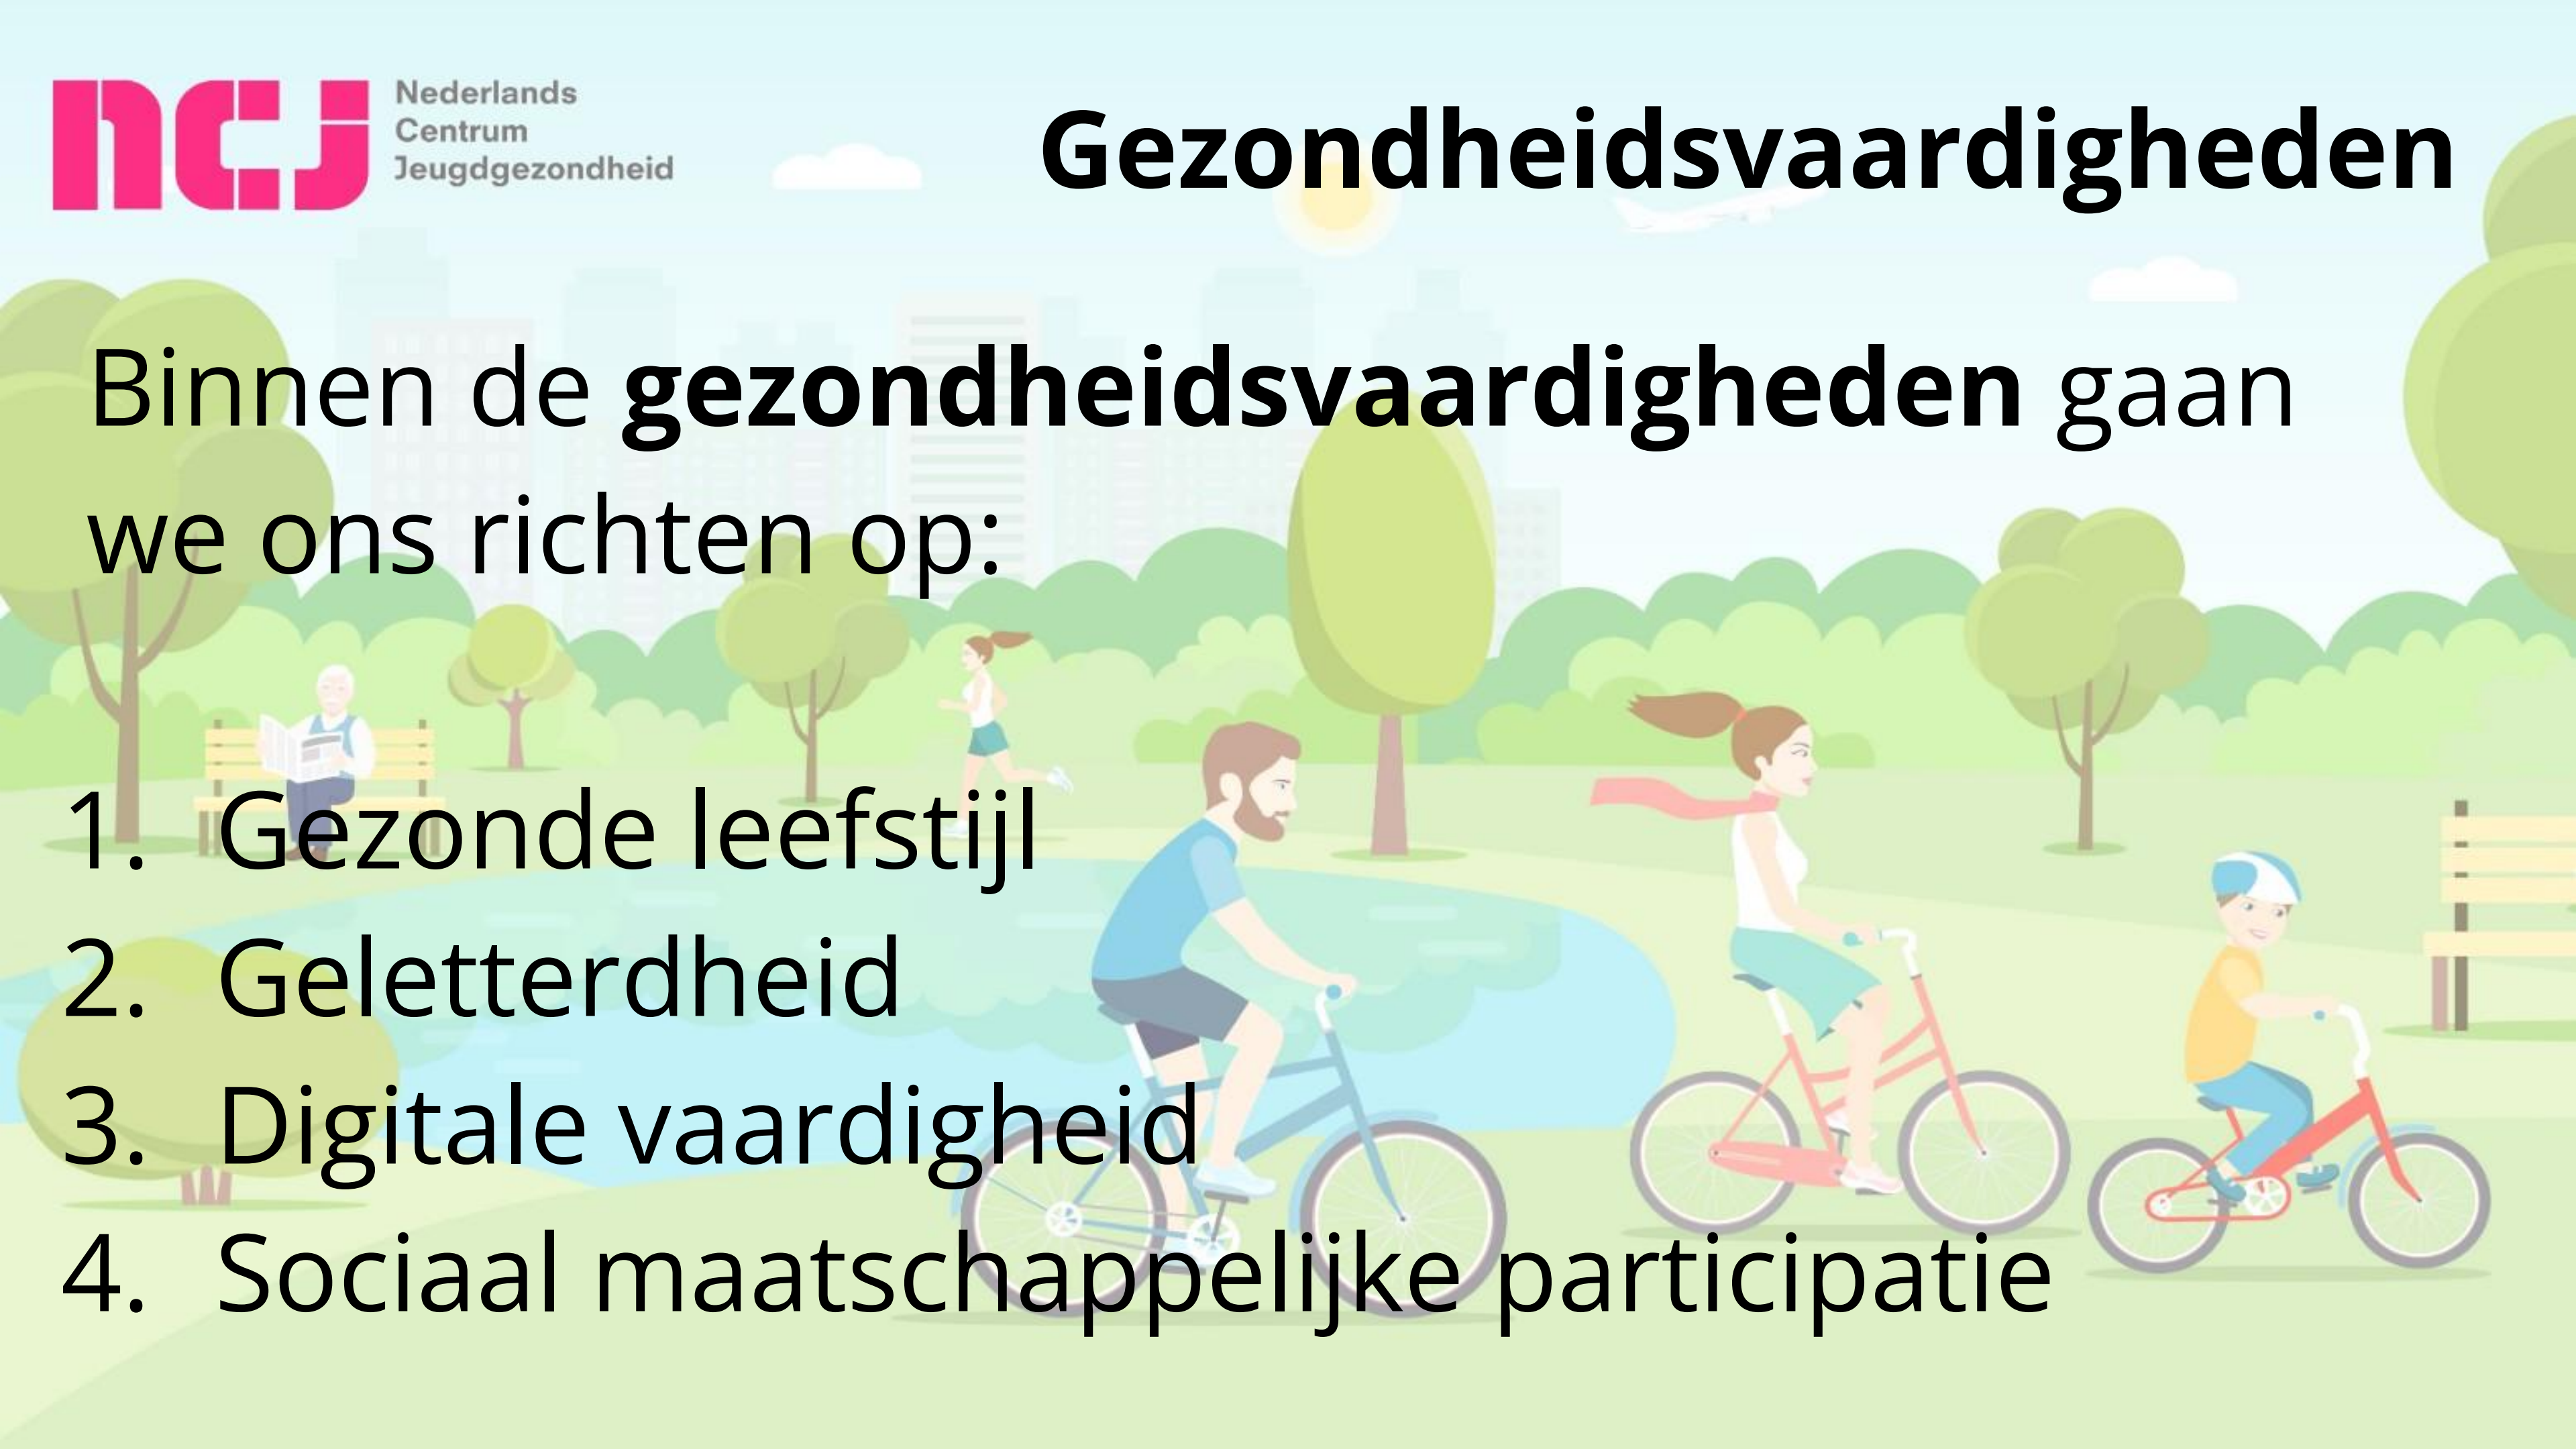 ncj
Nederlands
Centrum
Jeugdgezondheid
Gezondheidsvaardigheden
Binnen de gezondheidsvaardigheden gaan
we ons richten op:
1. Gezonde leefstijl
2. Geletterdheid
3. Digitale vaardigheid
4. Sociaal maatschappelijke participatie